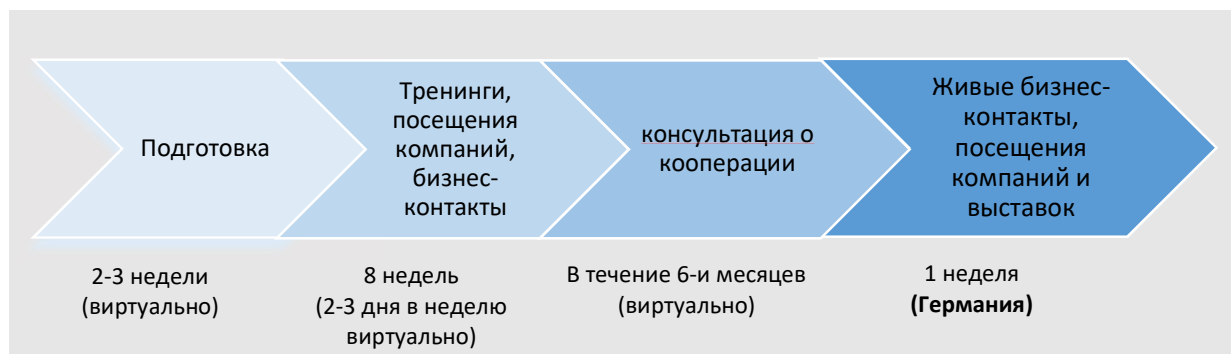 Подготовка
Тренинги,
посещения
компаний,
бизнес-
контакты
консультация о
кооперации
Живые бизнес-
контакты,
посещения
компаний и
выставок
2-3 недели
(виртуально)
8 недель
(2-3 дня в неделю
виртуально)
В течение 6-и месяцев
(виртуально)
1 неделя
(Германия)